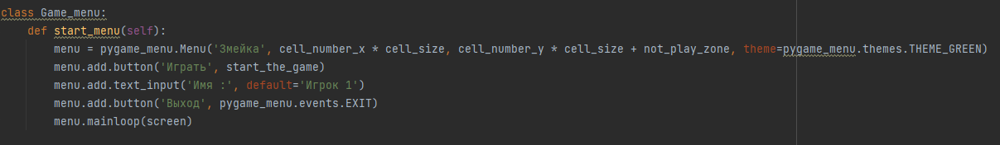 class Game_menu:
    def start_menu(self):
        menu = pygame_menu.Menu('Змейка', cell_number_x * cell_size, cell_number_y * cell_size + not_play_zone, theme=pygame_menu.themes.THEME_GREEN)
        menu.add.button('Играть', start_the_game)
        menu.add.text_input('Имя :', default='Игрок 1')
        menu.add.button('Выход', pygame_menu.events.EXIT)
        menu.mainloop(screen)